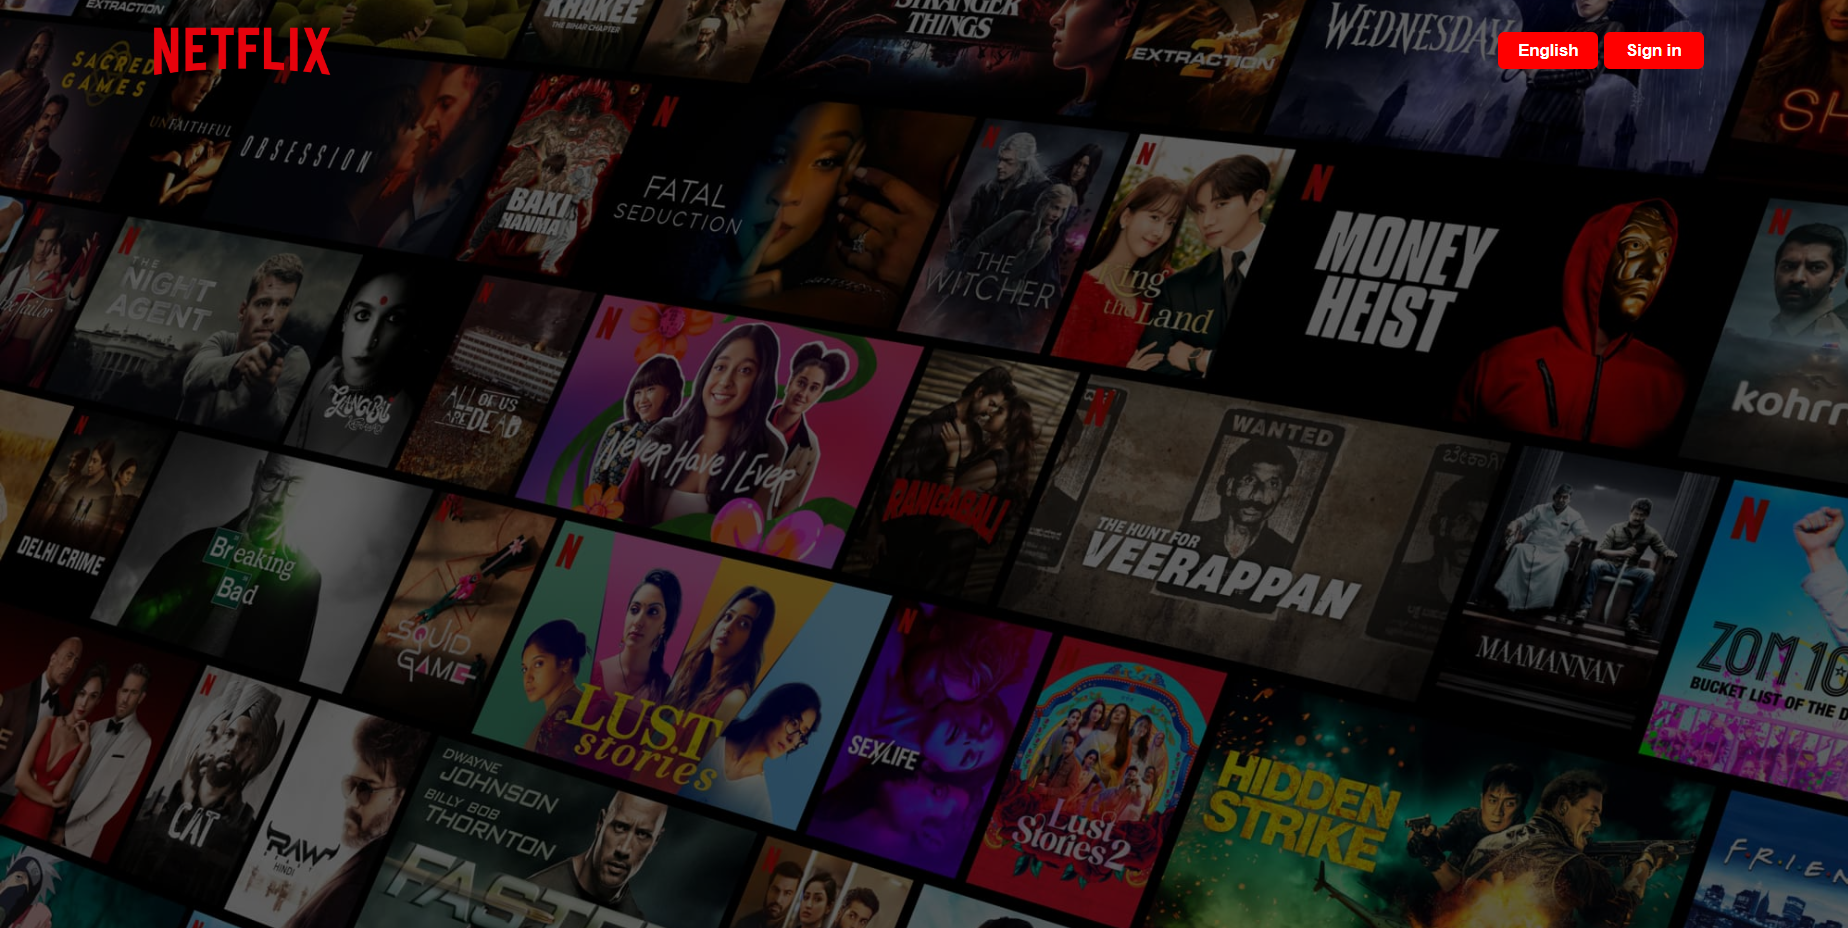 NETFLIX
English
Sign in
EXTRACTION
KHAKEE
THE BIHAR CHAPTER
STRANGER
THINGS
EXTRACTION
2
WEDNESDAY
SACRED
GAMES
UNFAITHFUL
OBSESSION
BAKI
HANMA
FATAL
SEDUCTION
THE
WITCHER
King
the Land
MONEY
HEIST
THE
NIGHT
AGENT
GANGUBAI
KATHIAWADI
ALL OF US
ARE DEAD
Never Have I Ever
RANGABALI
WANTED
THE HUNT FOR
VEERAPPAN
MAAMANNAN
kohrr
DELHI CRIME
Breaking
Bad
SQUID
GAME
LUST
stories
SEX/LIFE
Lust
Stories 2
HIDDEN
STRIKE
ZOM 10
BUCKET LIST OF THE D
CAT
RAW
HINDI
DWAYNE
JOHNSON
BILLY BOB
THORNTON
FASTE
FRIEN